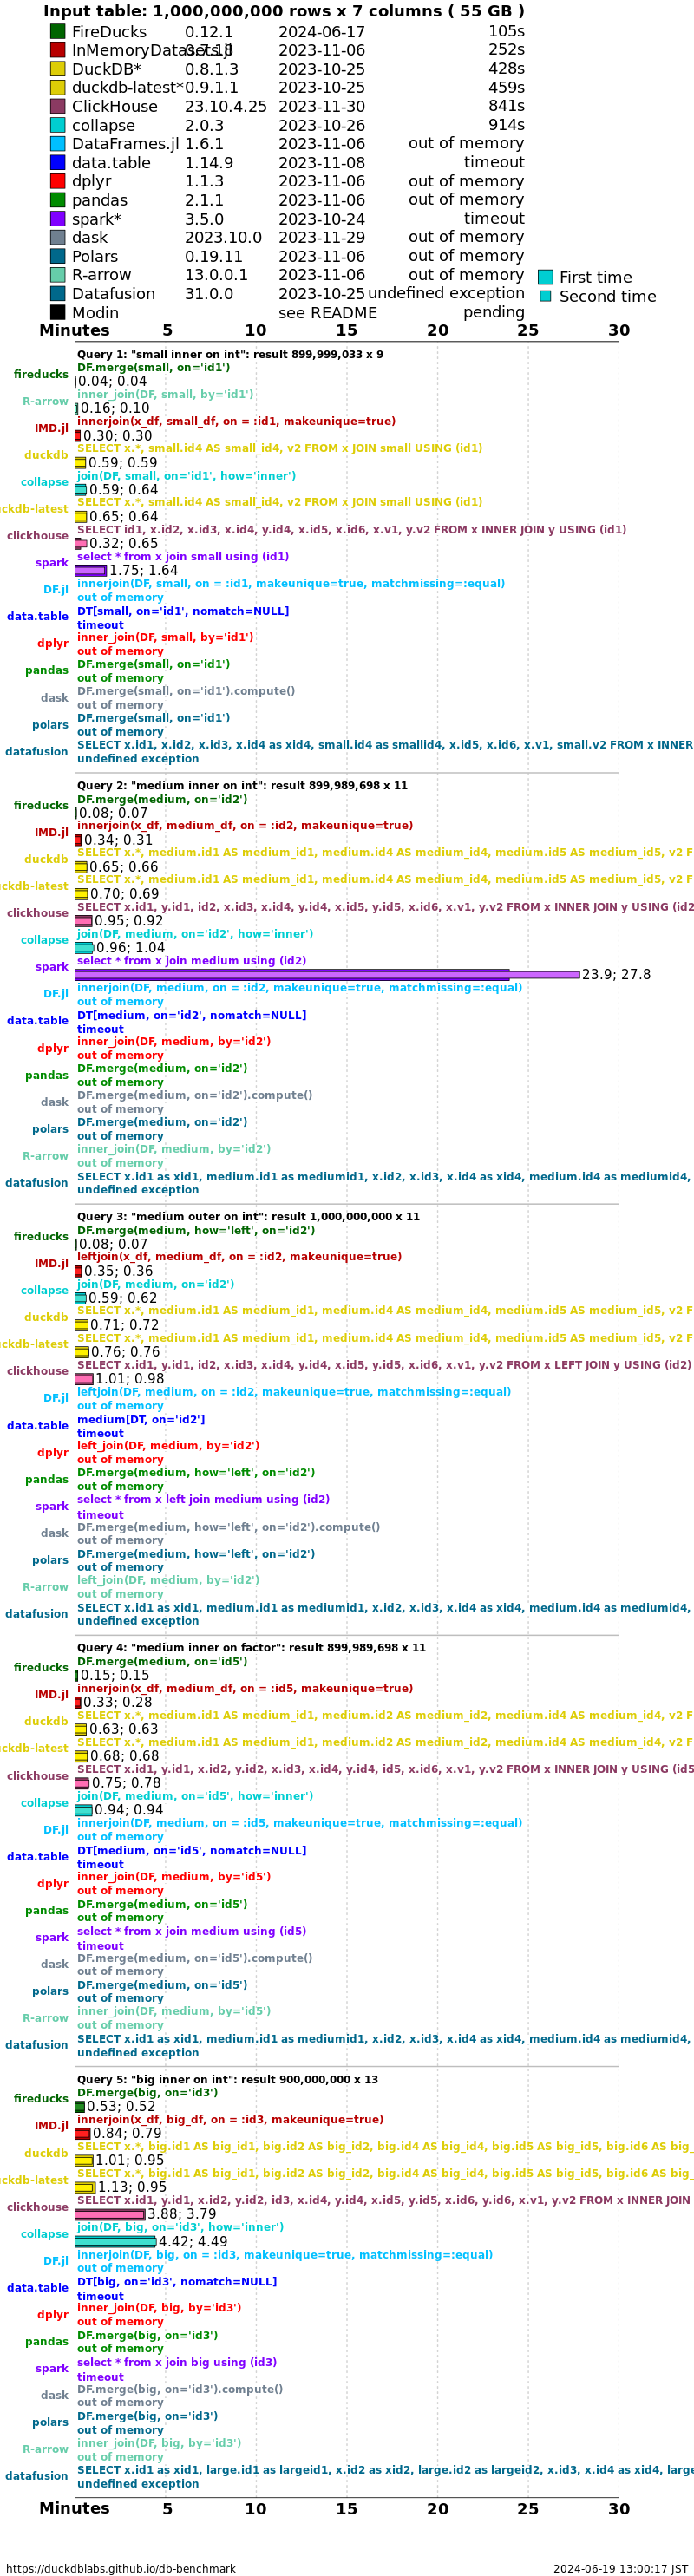 Input table: 1,000,000,000 rows x 7 columns ( 55 GB )
FireDucks 0.12.1 2024-06-17 105s
InMemoryDatasets.jl 0.7.18 2023-11-06 252s
DuckDB* 0.8.1.3 2023-10-25 428s
duckdb-latest* 0.9.1.1 2023-10-25 459s
ClickHouse 23.10.4.25 2023-11-30 841s
collapse 2.0.3 2023-10-26 914s
DataFrames.jl 1.6.1 2023-11-06 out of memory
data.table 1.14.9 2023-11-08 timeout
dplyr 1.1.3 2023-11-06 out of memory
pandas 2.1.1 2023-11-06 out of memory
spark* 3.5.0 2023-10-24 timeout
dask 2023.10.0 2023-11-29 out of memory
Polars 0.19.11 2023-11-06 out of memory
R-arrow 13.0.0.1 2023-11-06 out of memory
Datafusion 31.0.0 2023-10-25 undefined exception
Modin see README pending
First time
Second time
Minutes 5 10 15 20 25 30
Query 1: "small inner on int": result 899,999,033 x 9
fireducks DF.merge(small, on='id1')
0.04; 0.04
R-arrow inner_join(DF, small, by='id1')
0.16; 0.10
IMD.jl innerjoin(x_df, small_df, on = :id1, makeunique=true)
0.30; 0.30
duckdb SELECT x.*, small.id4 AS small_id4, v2 FROM x JOIN small USING (id1)
0.59; 0.59
collapse join(DF, small, on='id1', how='inner')
0.59; 0.64
uckdb-latest SELECT x.*, small.id4 AS small_id4, v2 FROM x JOIN small USING (id1)
0.65; 0.64
clickhouse SELECT id1, x.id2, x.id3, x.id4, y.id4, x.id5, x.id6, x.v1, y.v2 FROM x INNER JOIN y USING (id1)
0.32; 0.65
spark select * from x join small using (id1)
1.75; 1.64
DF.jl innerjoin(DF, small, on = :id1, makeunique=true, matchmissing=:equal)
out of memory
data.table DT[small, on='id1', nomatch=NULL]
timeout
dplyr inner_join(DF, small, by='id1')
out of memory
pandas DF.merge(small, on='id1')
out of memory
dask DF.merge(small, on='id1').compute()
out of memory
polars DF.merge(small, on='id1')
out of memory
datafusion SELECT x.id1, x.id2, x.id3, x.id4 as xid4, small.id4 as smallid4, x.id5, x.id6, x.v1, small.v2 FROM x INNER
undefined exception
Query 2: "medium inner on int": result 899,989,698 x 11
fireducks DF.merge(medium, on='id2')
0.08; 0.07
IMD.jl innerjoin(x_df, medium_df, on = :id2, makeunique=true)
0.34; 0.31
duckdb SELECT x.*, medium.id1 AS medium_id1, medium.id4 AS medium_id4, medium.id5 AS medium_id5, v2 F
0.65; 0.66
uckdb-latest SELECT x.*, medium.id1 AS medium_id1, medium.id4 AS medium_id4, medium.id5 AS medium_id5, v2 F
0.70; 0.69
clickhouse SELECT x.id1, y.id1, id2, x.id3, x.id4, y.id4, x.id5, y.id5, x.id6, x.v1, y.v2 FROM x INNER JOIN y USING (id2
0.95; 0.92
collapse join(DF, medium, on='id2', how='inner')
0.96; 1.04
spark select * from x join medium using (id2)
23.9; 27.8
DF.jl innerjoin(DF, medium, on = :id2, makeunique=true, matchmissing=:equal)
out of memory
data.table DT[medium, on='id2', nomatch=NULL]
timeout
dplyr inner_join(DF, medium, by='id2')
out of memory
pandas DF.merge(medium, on='id2')
out of memory
dask DF.merge(medium, on='id2').compute()
out of memory
polars DF.merge(medium, on='id2')
out of memory
R-arrow inner_join(DF, medium, by='id2')
out of memory
datafusion SELECT x.id1 as xid1, medium.id1 as mediumid1, x.id2, x.id3, x.id4 as xid4, medium.id4 as mediumid4,
undefined exception
Query 3: "medium outer on int": result 1,000,000,000 x 11
fireducks DF.merge(medium, how='left', on='id2')
0.08; 0.07
IMD.jl leftjoin(x_df, medium_df, on = :id2, makeunique=true)
0.35; 0.36
collapse join(DF, medium, on='id2')
0.59; 0.62
duckdb SELECT x.*, medium.id1 AS medium_id1, medium.id4 AS medium_id4, medium.id5 AS medium_id5, v2 F
0.71; 0.72
uckdb-latest SELECT x.*, medium.id1 AS medium_id1, medium.id4 AS medium_id4, medium.id5 AS medium_id5, v2 F
0.76; 0.76
clickhouse SELECT x.id1, y.id1, id2, x.id3, x.id4, y.id4, x.id5, y.id5, x.id6, x.v1, y.v2 FROM x LEFT JOIN y USING (id2)
1.01; 0.98
DF.jl leftjoin(DF, medium, on = :id2, makeunique=true, matchmissing=:equal)
out of memory
data.table medium[DT, on='id2']
timeout
dplyr left_join(DF, medium, by='id2')
out of memory
pandas DF.merge(medium, how='left', on='id2')
out of memory
spark select * from x left join medium using (id2)
timeout
dask DF.merge(medium, how='left', on='id2').compute()
out of memory
polars DF.merge(medium, how='left', on='id2')
out of memory
R-arrow left_join(DF, medium, by='id2')
out of memory
datafusion SELECT x.id1 as xid1, medium.id1 as mediumid1, x.id2, x.id3, x.id4 as xid4, medium.id4 as mediumid4,
undefined exception
Query 4: "medium inner on factor": result 899,989,698 x 11
fireducks DF.merge(medium, on='id5')
0.15; 0.15
IMD.jl innerjoin(x_df, medium_df, on = :id5, makeunique=true)
0.33; 0.28
duckdb SELECT x.*, medium.id1 AS medium_id1, medium.id2 AS medium_id2, medium.id4 AS medium_id4, v2 F
0.63; 0.63
uckdb-latest SELECT x.*, medium.id1 AS medium_id1, medium.id2 AS medium_id2, medium.id4 AS medium_id4, v2 F
0.68; 0.68
clickhouse SELECT x.id1, y.id1, x.id2, y.id2, x.id3, x.id4, y.id4, id5, x.id6, x.v1, y.v2 FROM x INNER JOIN y USING (id5
0.75; 0.78
collapse join(DF, medium, on='id5', how='inner')
0.94; 0.94
DF.jl innerjoin(DF, medium, on = :id5, makeunique=true, matchmissing=:equal)
out of memory
data.table DT[medium, on='id5', nomatch=NULL]
timeout
dplyr inner_join(DF, medium, by='id5')
out of memory
pandas DF.merge(medium, on='id5')
out of memory
spark select * from x join medium using (id5)
timeout
dask DF.merge(medium, on='id5').compute()
out of memory
polars DF.merge(medium, on='id5')
out of memory
R-arrow inner_join(DF, medium, by='id5')
out of memory
datafusion SELECT x.id1 as xid1, medium.id1 as mediumid1, x.id2, x.id3, x.id4 as xid4, medium.id4 as mediumid4,
undefined exception
Query 5: "big inner on int": result 900,000,000 x 13
fireducks DF.merge(big, on='id3')
0.53; 0.52
IMD.jl innerjoin(x_df, big_df, on = :id3, makeunique=true)
0.84; 0.79
duckdb SELECT x.*, big.id1 AS big_id1, big.id2 AS big_id2, big.id4 AS big_id4, big.id5 AS big_id5, big.id6 AS big_
1.01; 0.95
uckdb-latest SELECT x.*, big.id1 AS big_id1, big.id2 AS big_id2, big.id4 AS big_id4, big.id5 AS big_id5, big.id6 AS big_
1.13; 0.95
clickhouse SELECT x.id1, y.id1, x.id2, y.id2, id3, x.id4, y.id4, x.id5, y.id5, x.id6, y.id6, x.v1, y.v2 FROM x INNER JOIN
3.88; 3.79
collapse join(DF, big, on='id3', how='inner')
4.42; 4.49
DF.jl innerjoin(DF, big, on = :id3, makeunique=true, matchmissing=:equal)
out of memory
data.table DT[big, on='id3', nomatch=NULL]
timeout
dplyr inner_join(DF, big, by='id3')
out of memory
pandas DF.merge(big, on='id3')
out of memory
spark select * from x join big using (id3)
timeout
dask DF.merge(big, on='id3').compute()
out of memory
polars DF.merge(big, on='id3')
out of memory
R-arrow inner_join(DF, big, by='id3')
out of memory
datafusion SELECT x.id1 as xid1, large.id1 as largeid1, x.id2 as xid2, large.id2 as largeid2, x.id3, x.id4 as xid4, large
undefined exception
Minutes 5 10 15 20 25 30
https://duckdblabs.github.io/db-benchmark 2024-06-19 13:00:17 JST